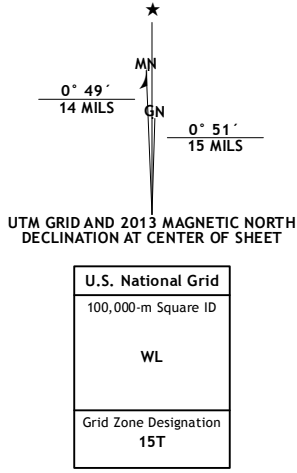 ★
MN
0° 49´
14 MILS
GN
0° 51´
15 MILS
UTM GRID AND 2013 MAGNETIC NORTH
DECLINATION AT CENTER OF SHEET
U.S. National Grid
100,000-m Square ID
WL
Grid Zone Designation
15T